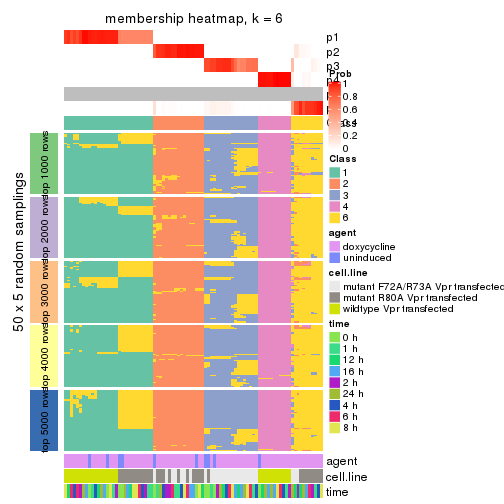 membership heatmap, k = 6
p1
p2
p3
p4
Prob
1
0.8
0.6
0.4
0.2
0
Class
1
2
3
4
6
agent
doxycycline
uninduced
cell.line
mutant F72A/R73A Vpr transfected
mutant R80A Vpr transfected
wildtype Vpr transfected
time
0 h
1 h
12 h
16 h
2 h
24 h
4 h
6 h
8 h
50 x 5 random samplings
top 1000 rows
top 2000 rows
top 3000 rows
top 4000 rows
top 5000 rows
agent
cell.line
time